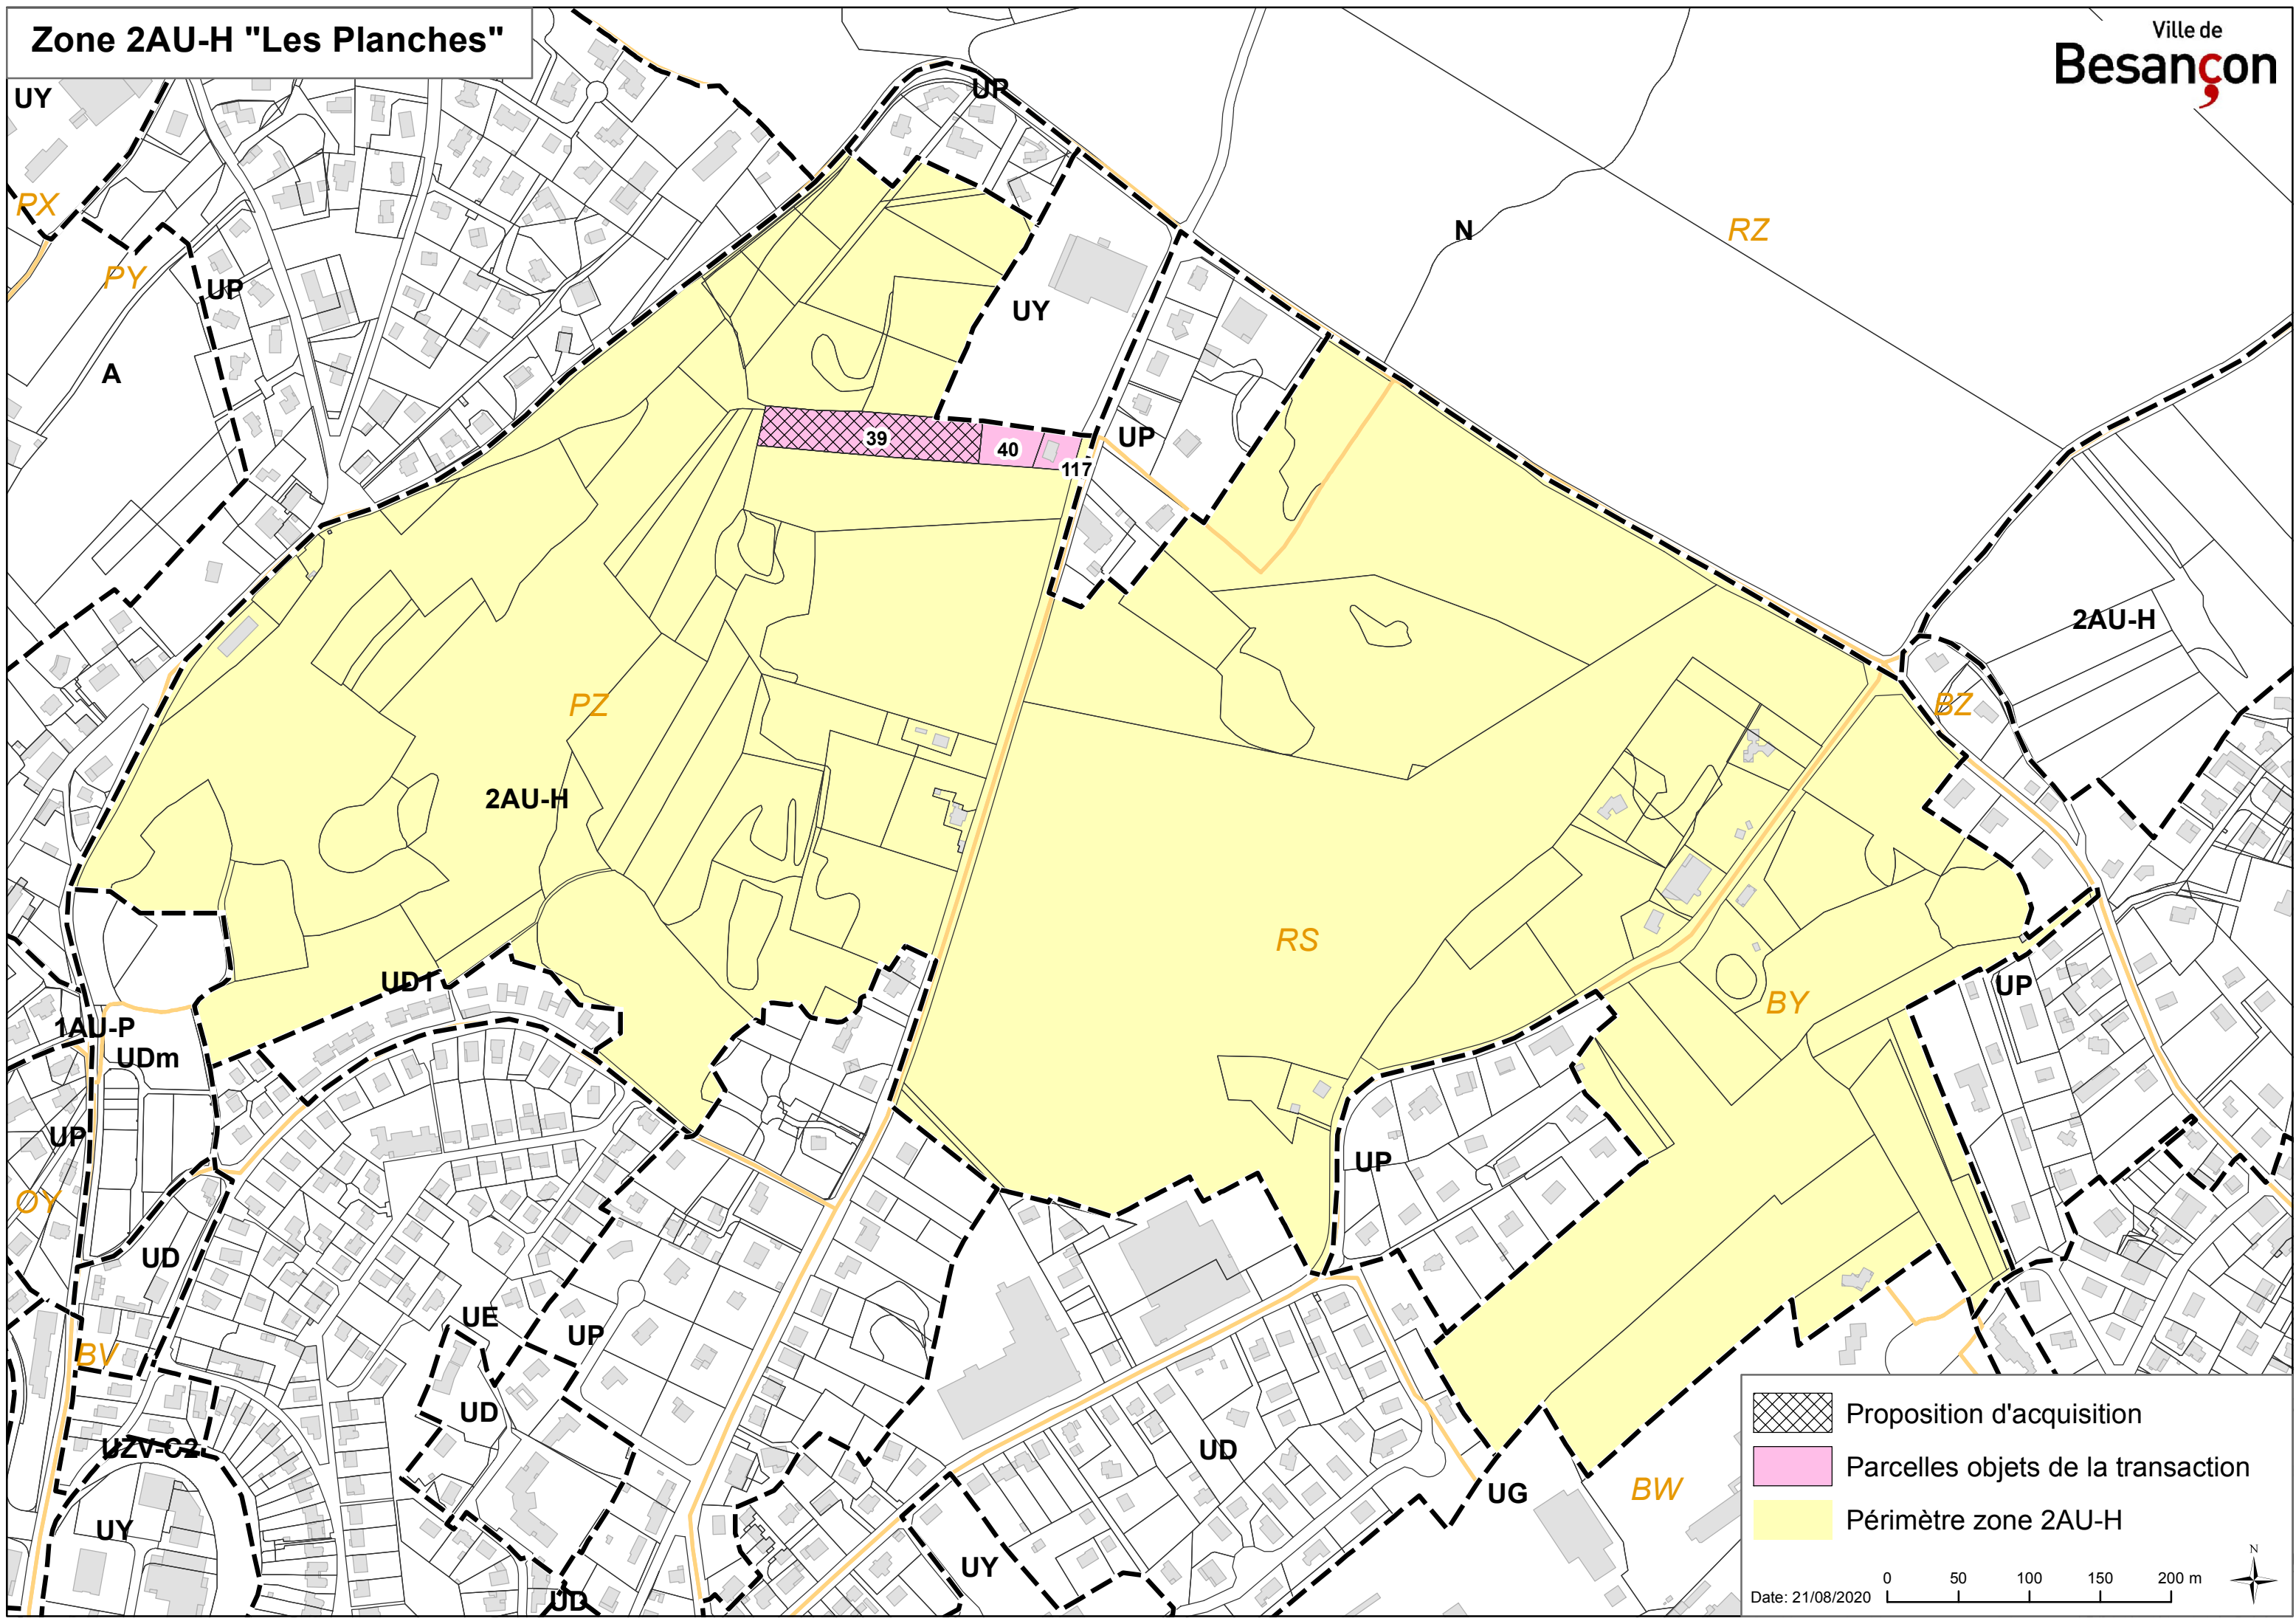 Zone 2AU-H "Les Planches"
Ville de
Besançon
UY
UP
PX
N
RZ
PY
UP
UY
A
39
40
UP
117
2AU-H
PZ
BZ
2AU-H
RS
UD1
UP
BY
1AU-P
UDm
UP
UP
OY
UD
UE
UP
BV
UD
UZV-C2
UD
UG
BW
UY
UY
UD
Proposition d'acquisition
Parcelles objets de la transaction
Périmètre zone 2AU-H
N
0 50 100 150 200 m
Date: 21/08/2020